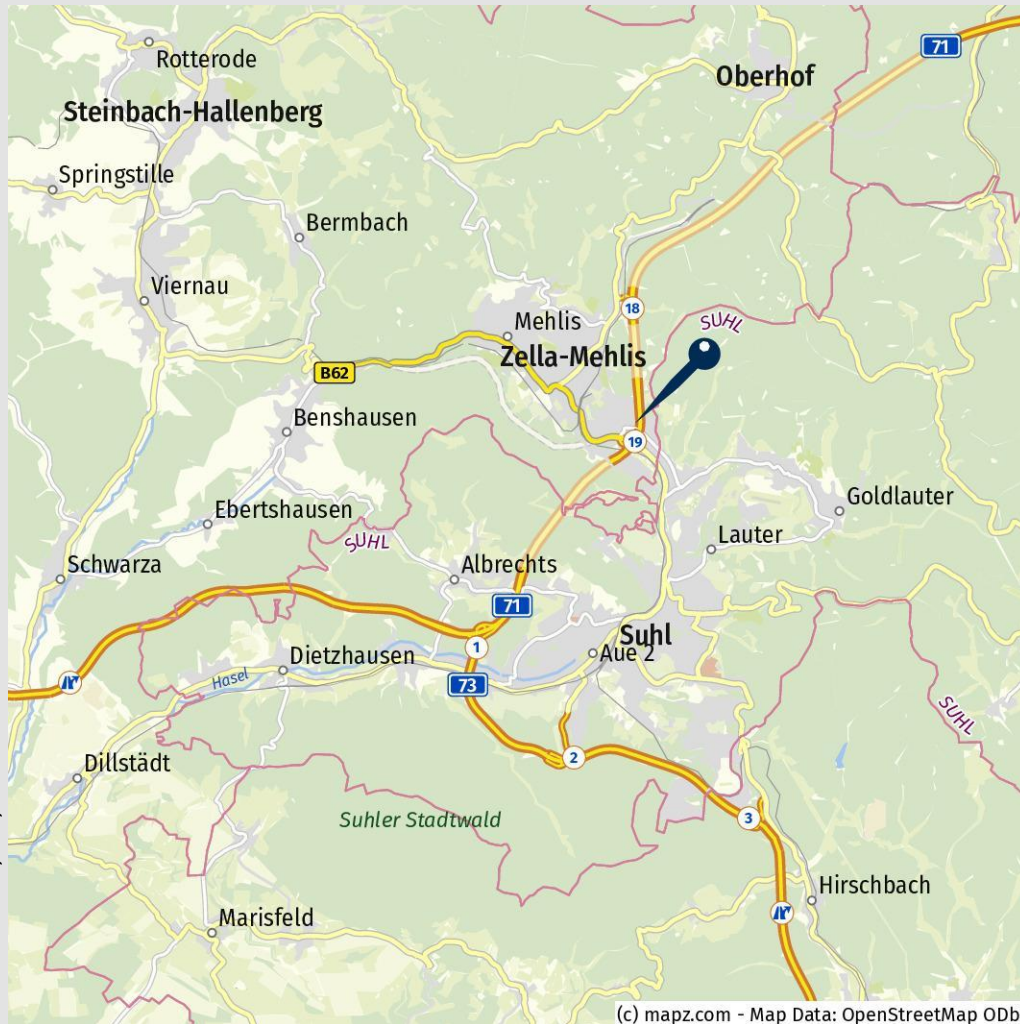 71
Rotterode
Oberhof
Steinbach-Hallenberg
Springstille
Bermbach
Viernau
18
Mehlis
SUHL
Zella-Mehlis
B62
Benshausen
19
Goldlauter
Ebertshausen
Lauter
SUHL
Schwarza
Albrechts
71
Suhl
1
Aue 2
Dietzhausen
Hasel
73
SUHL
2
Dillstädt
3
Suhler Stadtwald
Hirschbach
Marisfeld
(c) mapz.com - Map Data: OpenStreetMap ODb